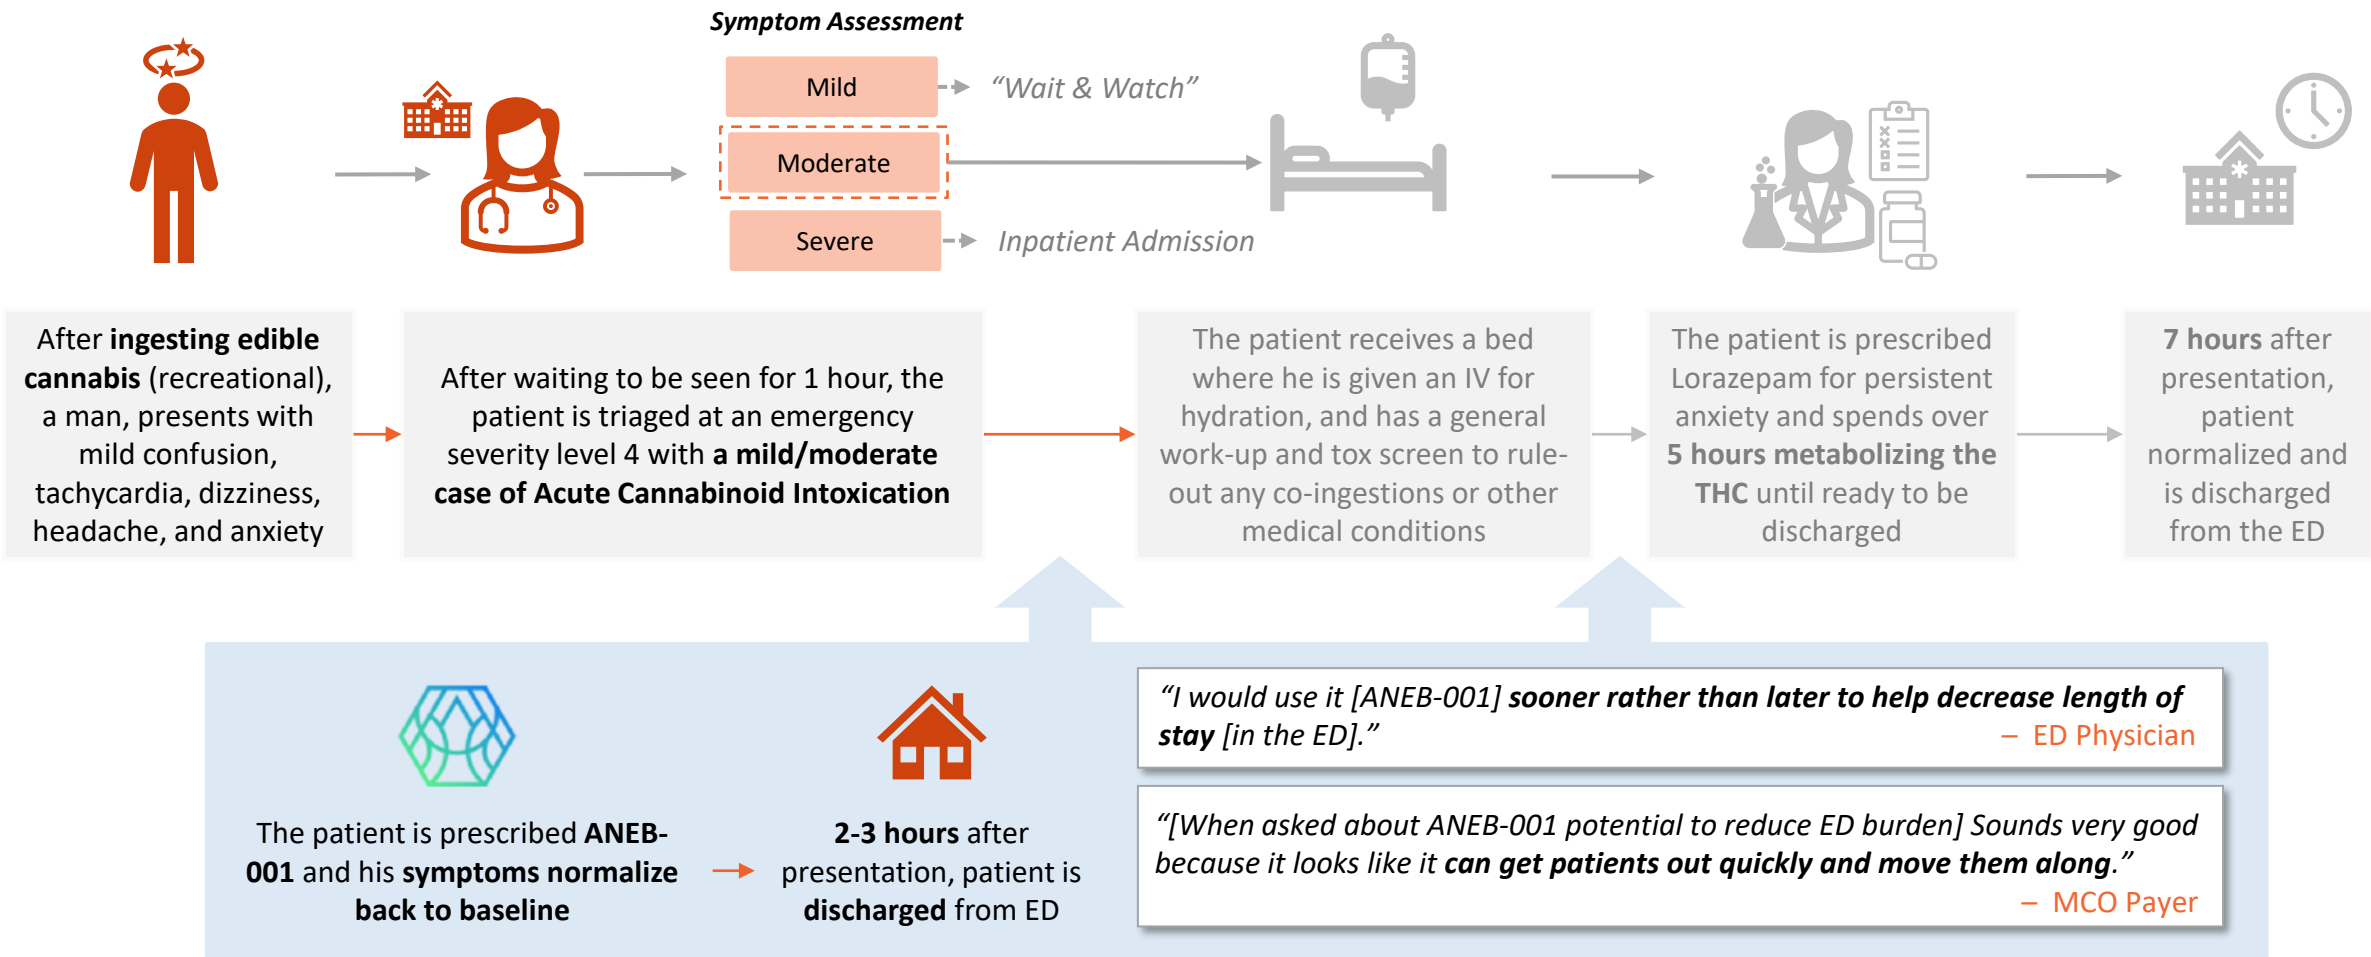 Symptom Assessment
Mild
“Wait & Watch”
Moderate
Severe
Inpatient Admission
After ingesting edible
cannabis (recreational),
a man, presents with
mild confusion,
tachycardia, dizziness,
headache, and anxiety
After waiting to be seen for 1 hour, the
patient is triaged at an emergency
severity level 4 with a mild/moderate
case of Acute Cannabinoid Intoxication
The patient receives a bed
where he is given an IV for
hydration, and has a general
work-up and tox screen to rule-
out any co-ingestions or other
medical conditions
The patient is prescribed
Lorazepam for persistent
anxiety and spends over
5 hours metabolizing the
THC until ready to be
discharged
7 hours after
presentation,
patient
normalized and
is discharged
from the ED
The patient is prescribed ANEB-
001 and his symptoms normalize
back to baseline
2-3 hours after
presentation, patient is
discharged from ED
“I would use it [ANEB-001] sooner rather than later to help decrease length of
stay [in the ED].”
– ED Physician
“[When asked about ANEB-001 potential to reduce ED burden] Sounds very good
because it looks like it can get patients out quickly and move them along.”
– MCO Payer